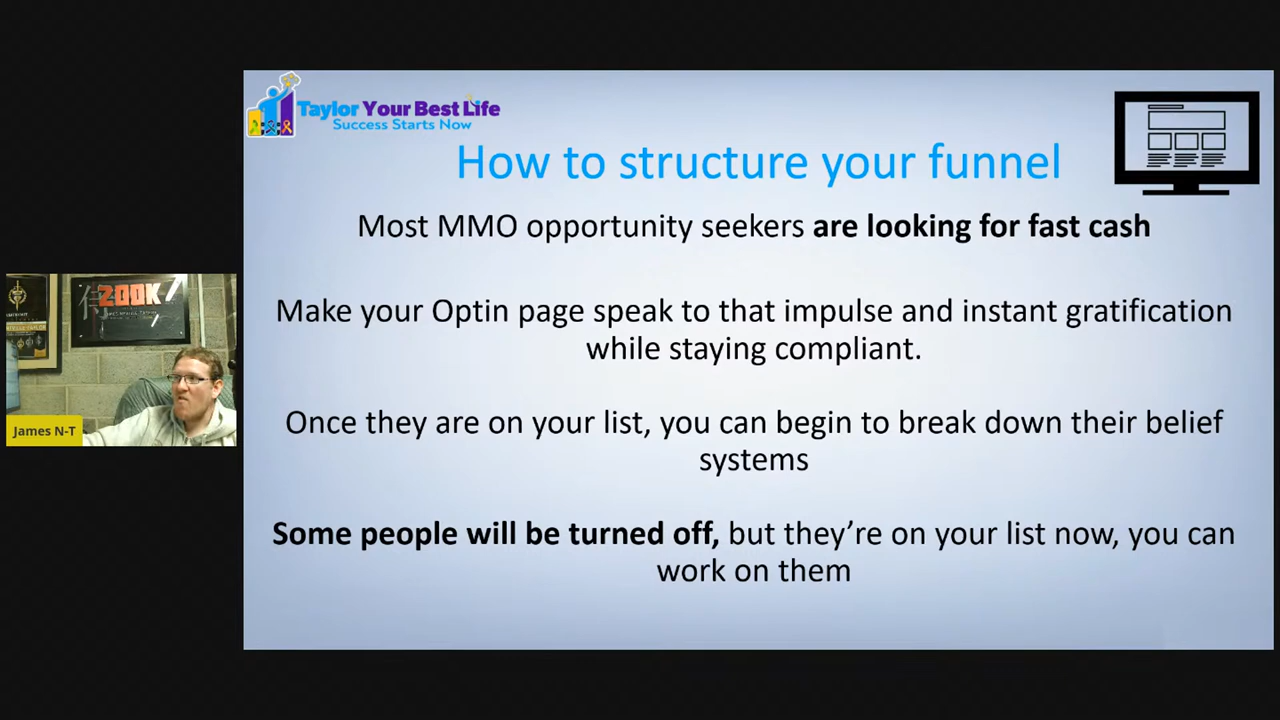 Taylor Your Best Life
Success Starts Now
How to structure your funnel
Most MMO opportunity seekers are looking for fast cash
Make your Optin page speak to that impulse and instant gratification
while staying compliant.
Once they are on your list, you can begin to break down their belief
systems
Some people will be turned off, but they’re on your list now, you can
work on them
200K
James N-T